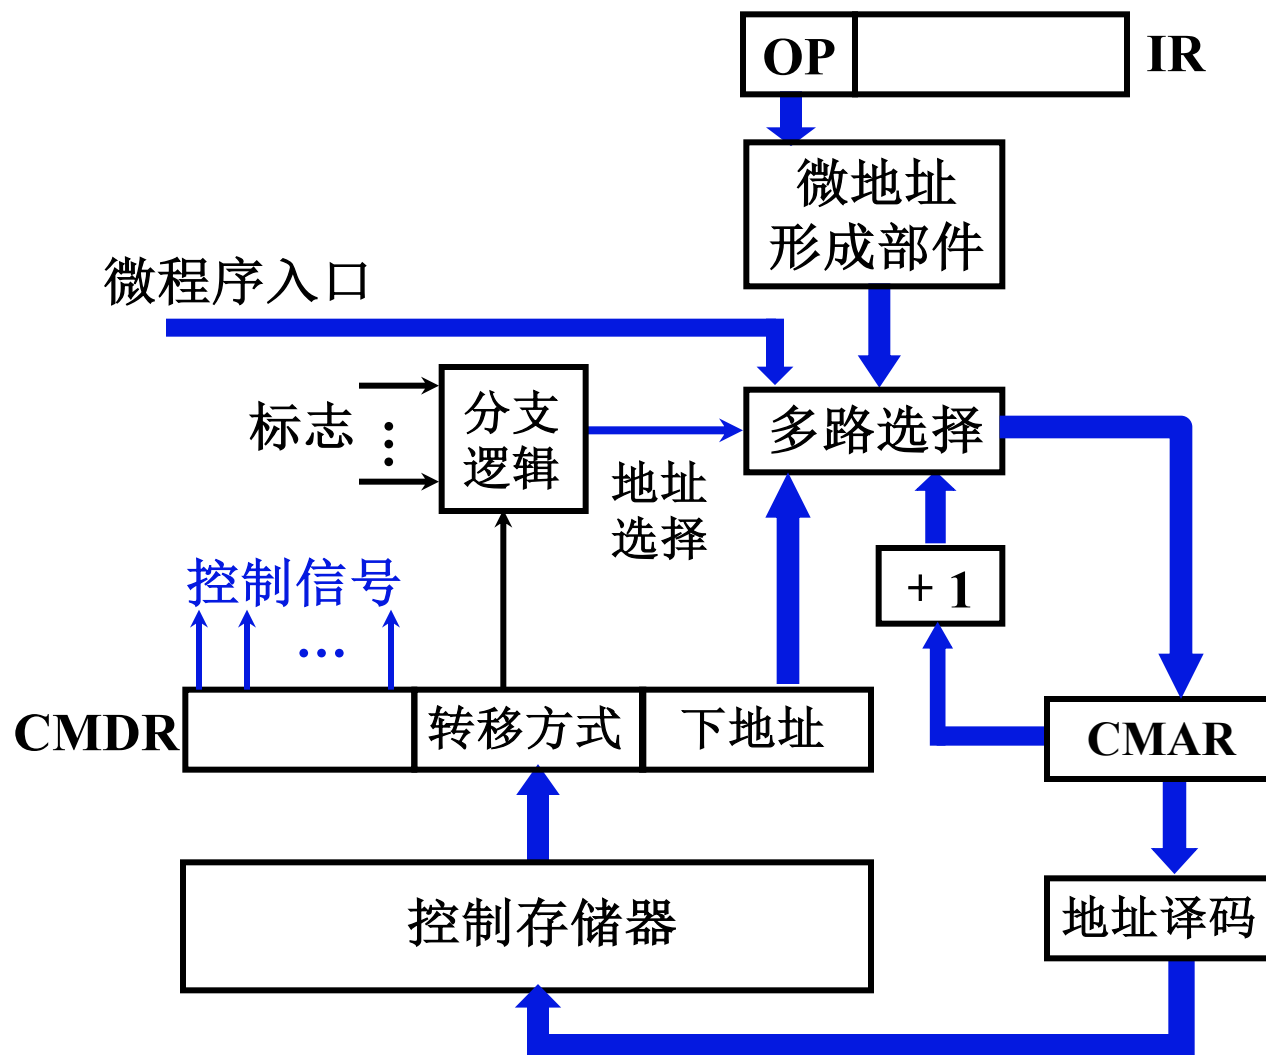 OP
IR
微地址
形成部件
微程序入口
标志
⋮
分支
逻辑
多路选择
地址
选择
+ 1
控制信号
…
CMDR
转移方式
下地址
CMAR
控制存储器
地址译码